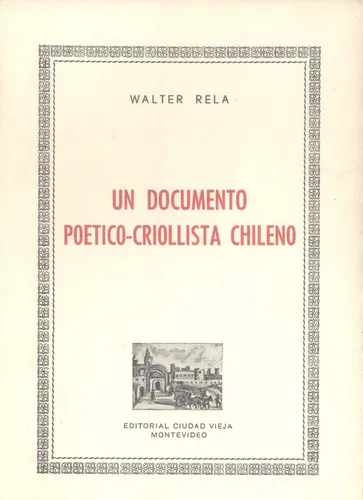 WALTER RELA
UN DOCUMENTO
POETICO-CRIOLLISTA CHILENO
EDITORIAL CIUDAD VIEJA
MONTEVIDEO